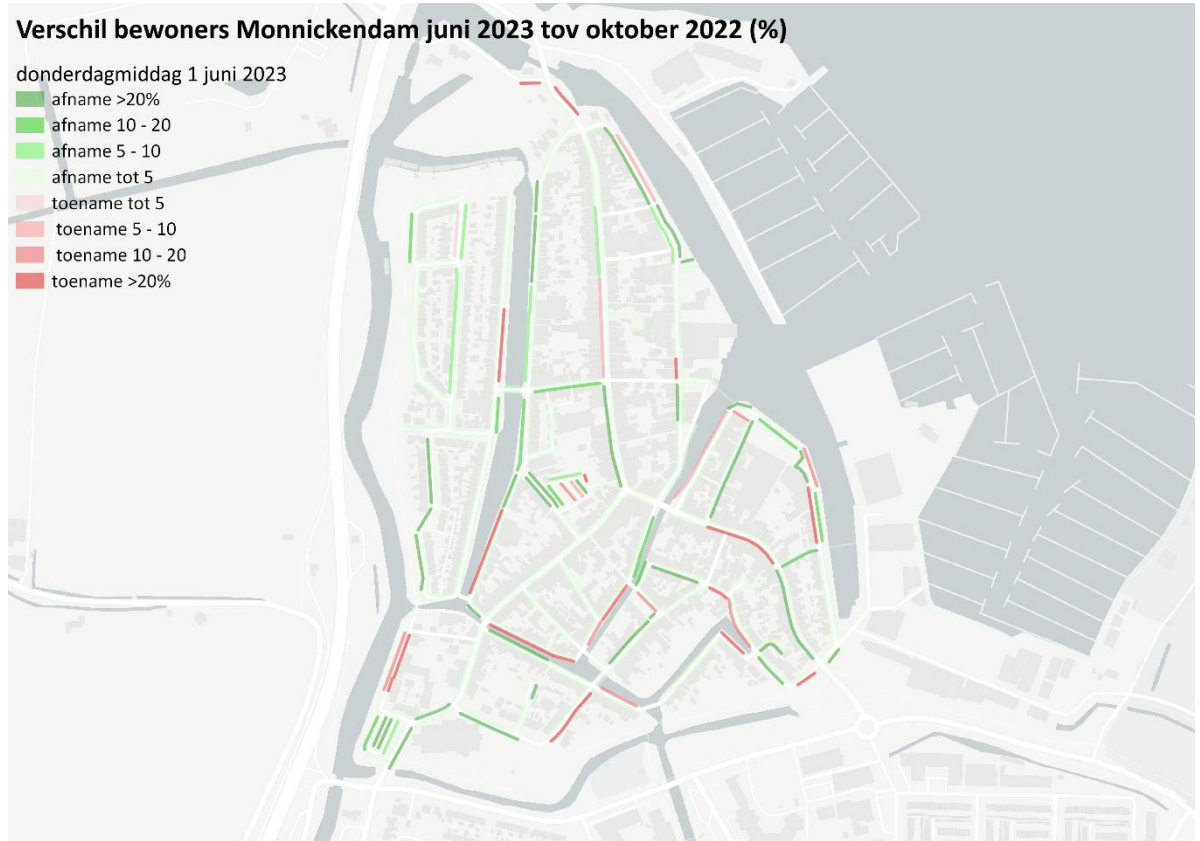 Verschil bewoners Monnickendam juni 2023 tov oktober 2022 (%)
donderdagmiddag 1 juni 2023
afname >20%
afname 10 - 20
afname 5 - 10
afname tot 5
toename tot 5
toename 5 - 10
toename 10 - 20
toename >20%